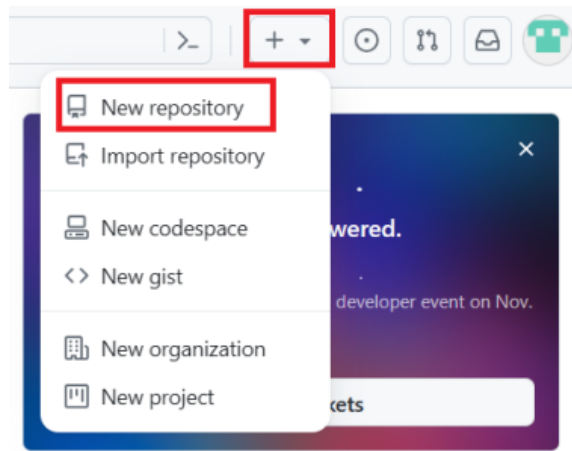 New repository
Import repository
New codespace
wered.
New gist
developer event on Nov.
New organization
New project
kets